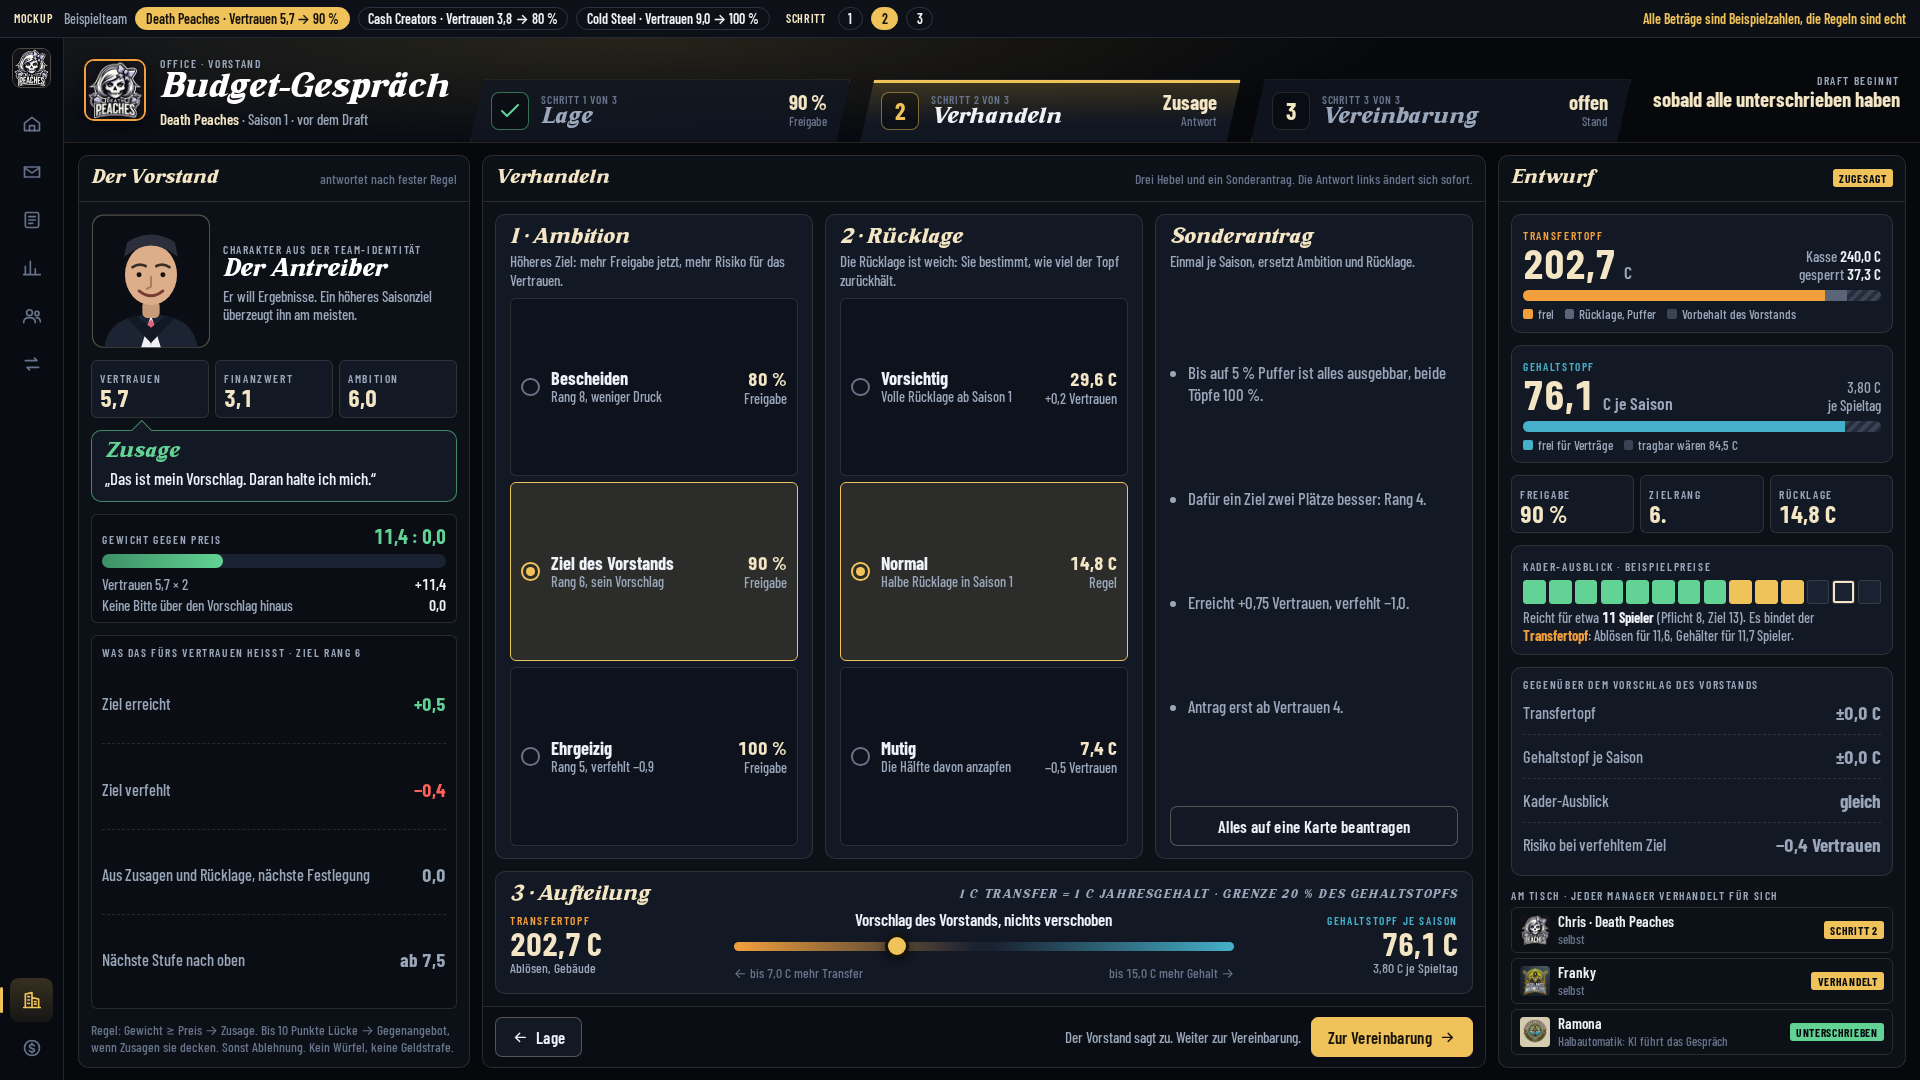 MOCKUP Beispielteam Death Peaches · Vertrauen 5,7 → 90 % Cash Creators · Vertrauen 3,8 → 80 % Cold Steel · Vertrauen 9,0 → 100 % SCHRITT 1 2 3 Alle Beträge sind Beispielzahlen, die Regeln sind echt
OFFICE · VORSTAND
Budget-Gespräch
Death Peaches · Saison 1 · vor dem Draft
SCHRITT 1 VON 3
Lage
90 %
Freigabe
2
SCHRITT 2 VON 3
Verhandeln
Zusage
Antwort
3
SCHRITT 3 VON 3
Vereinbarung
offen
Stand
DRAFT BEGINNT
sobald alle unterschrieben haben
Der Vorstand
antwortet nach fester Regel
CHARAKTER AUS DER TEAM-IDENTITÄT
Der Antreiber
Er will Ergebnisse. Ein höheres Saisonziel
überzeugt ihn am meisten.
VERTRAUEN
5,7
FINANZWERT
3,1
AMBITION
6,0
Zusage
„Das ist mein Vorschlag. Daran halte ich mich.“
GEWICHT GEGEN PREIS 11,4 : 0,0
Vertrauen 5,7 × 2 +11,4
Keine Bitte über den Vorschlag hinaus 0,0
WAS DAS FÜRS VERTRAUEN HEISST · ZIEL RANG 6
Ziel erreicht +0,5
Ziel verfehlt −0,4
Aus Zusagen und Rücklage, nächste Festlegung 0,0
Nächste Stufe nach oben ab 7,5
Regel: Gewicht ≥ Preis → Zusage. Bis 10 Punkte Lücke → Gegenangebot,
wenn Zusagen sie decken. Sonst Ablehnung. Kein Würfel, keine Geldstrafe.
Verhandeln
Drei Hebel und ein Sonderantrag. Die Antwort links ändert sich sofort.
1 · Ambition
Höheres Ziel: mehr Freigabe jetzt, mehr Risiko für das
Vertrauen.
Bescheiden 80 %
Rang 8, weniger Druck Freigabe
Ziel des Vorstands 90 %
Rang 6, sein Vorschlag Freigabe
Ehrgeizig 100 %
Rang 5, verfehlt −0,9 Freigabe
2 · Rücklage
Die Rücklage ist weich: Sie bestimmt, wie viel der Topf
zurückhält.
Vorsichtig 29,6 C
Volle Rücklage ab Saison 1 +0,2 Vertrauen
Normal 14,8 C
Halbe Rücklage in Saison 1 Regel
Mutig 7,4 C
Die Hälfte davon anzapfen −0,5 Vertrauen
Sonderantrag
Einmal je Saison, ersetzt Ambition und Rücklage.
• Bis auf 5 % Puffer ist alles ausgebbar, beide
Töpfe 100 %.
• Dafür ein Ziel zwei Plätze besser: Rang 4.
• Erreicht +0,75 Vertrauen, verfehlt −1,0.
• Antrag erst ab Vertrauen 4.
Alles auf eine Karte beantragen
3 · Aufteilung
1 C TRANSFER = 1 C JAHRESGEHALT · GRENZE 20 % DES GEHALTSTOPFS
TRANSFERTOPF
202,7 C
Ablösen, Gebäude
Vorschlag des Vorstands, nichts verschoben
← bis 7,0 C mehr Transfer
bis 15,0 C mehr Gehalt →
GEHALTSTOPF JE SAISON
76,1 C
3,80 C je Spieltag
← Lage
Der Vorstand sagt zu. Weiter zur Vereinbarung.
Zur Vereinbarung →
Entwurf
ZUGESAGT
TRANSFERTOPF
202,7 C
Kasse 240,0 C
gesperrt 37,3 C
frei Rücklage, Puffer Vorbehalt des Vorstands
GEHALTSTOPF
76,1 C je Saison
3,80 C
je Spieltag
frei für Verträge tragbar wären 84,5 C
FREIGABE
90 %
ZIELRANG
6.
RÜCKLAGE
14,8 C
KADER-AUSBLICK · BEISPIELPREISE
Reicht für etwa 11 Spieler (Pflicht 8, Ziel 13). Es bindet der
Transfertopf: Ablösen für 11,6, Gehälter für 11,7 Spieler.
GEGENÜBER DEM VORSCHLAG DES VORSTANDS
Transfertopf ±0,0 C
Gehaltstopf je Saison ±0,0 C
Kader-Ausblick gleich
Risiko bei verfehltem Ziel −0,4 Vertrauen
AM TISCH · JEDER MANAGER VERHANDELT FÜR SICH
Chris · Death Peaches
selbst
SCHRITT 2
Franky
selbst
VERHANDELT
Ramona
Halbautomatik: KI führt das Gespräch
UNTERSCHRIEBEN